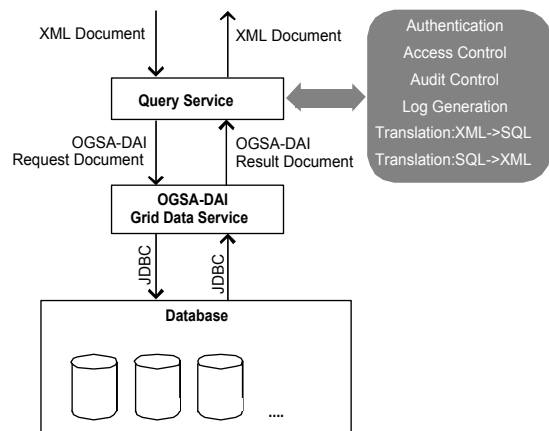 XML Document
XML Document
Authentication
Access Control
Audit Control
Log Generation
Translation:XML->SQL
Translation:SQL->XML
Query Service
OGSA-DAI
Request Document
OGSA-DAI
Result Document
OGSA-DAI
Grid Data Service
JDBC
JDBC
Database
....